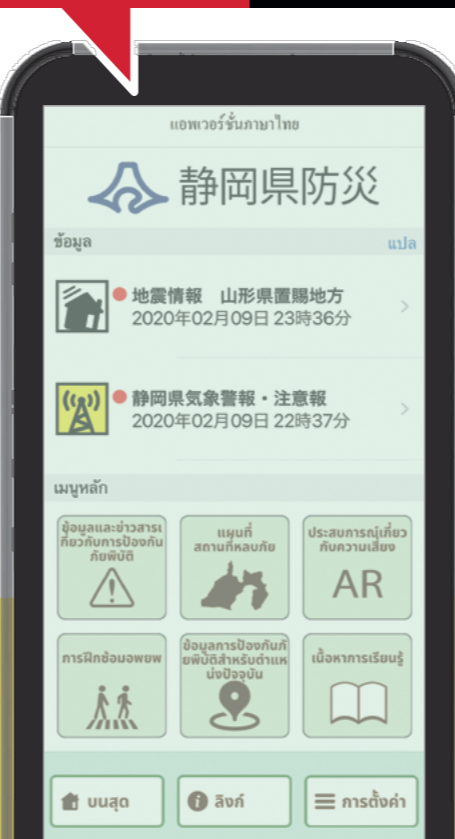 แอพเวอร์ชั่นภาษาไทย
静岡県防災
ข้อมูล
แปล
地震情報　山形県置賜地方
2020年02月09日 23時36分
静岡県気象警報・注意報
2020年02月09日 22時37分
เมนูหลัก
ข้อมูลและข่าวสารเ
กี่ยวกับการป้องกัน
ภัยพิบัติ
แผนที่
สถานที่หลบภัย
ประสบการณ์เกี่ยว
กับความเสี่ยง
AR
การฝึกซ้อมอพยพ
ข้อมูลการป้องกันภั
ยพิบัติสำหรับตำแห
น่งปัจจุบัน
เนื้อหาการเรียนรู้
บนสุด
ลิงก์
การตั้งค่า